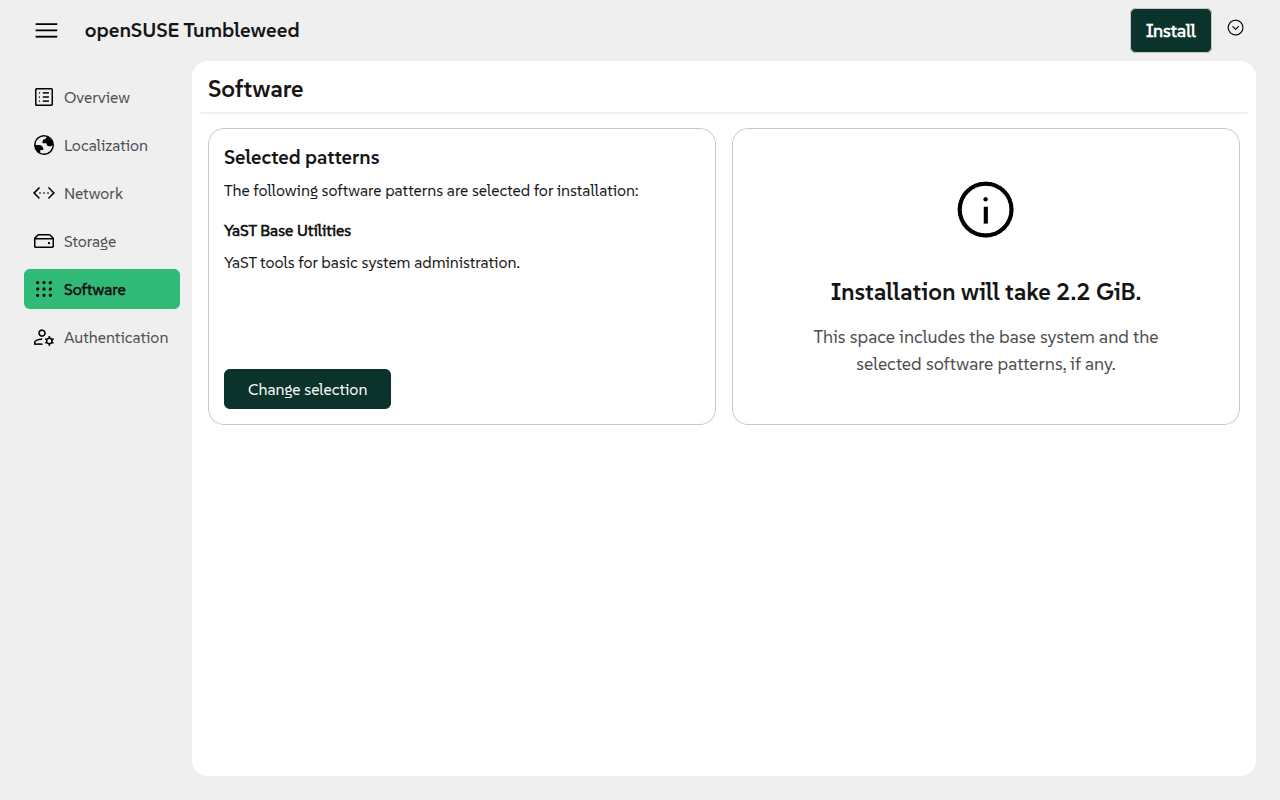 openSUSE Tumbleweed
Install
Overview
Localization
Network
Storage
Software
Authentication
Software
Selected patterns
The following software patterns are selected for installation:
YaST Base Utilities
YaST tools for basic system administration.
Change selection
Installation will take 2.2 GiB.
This space includes the base system and the
selected software patterns, if any.